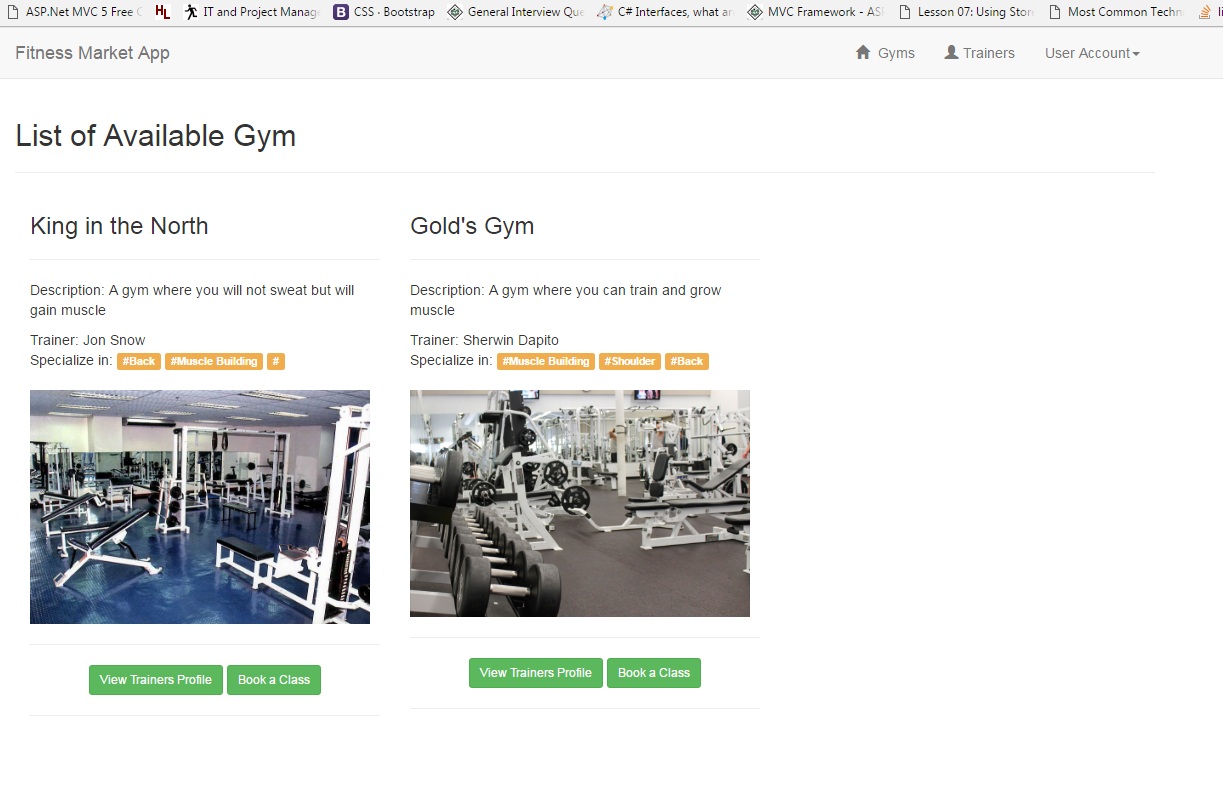 ASP.Net MVC 5 Free HL IT and Project Manag B CSS · Bootstrap General Interview Qu C# Interfaces, what a MVC Framework - AS Lesson 07: Using Stor Most Common Techn li
Fitness Market App Gyms Trainers User Account
List of Available Gym
King in the North
Description: A gym where you will not sweat but will
gain muscle
Trainer: Jon Snow
Specialize in: #Back #Muscle Building #
View Trainers Profile Book a Class
Gold's Gym
Description: A gym where you can train and grow
muscle
Trainer: Sherwin Dapito
Specialize in: #Muscle Building #Shoulder #Back
View Trainers Profile Book a Class